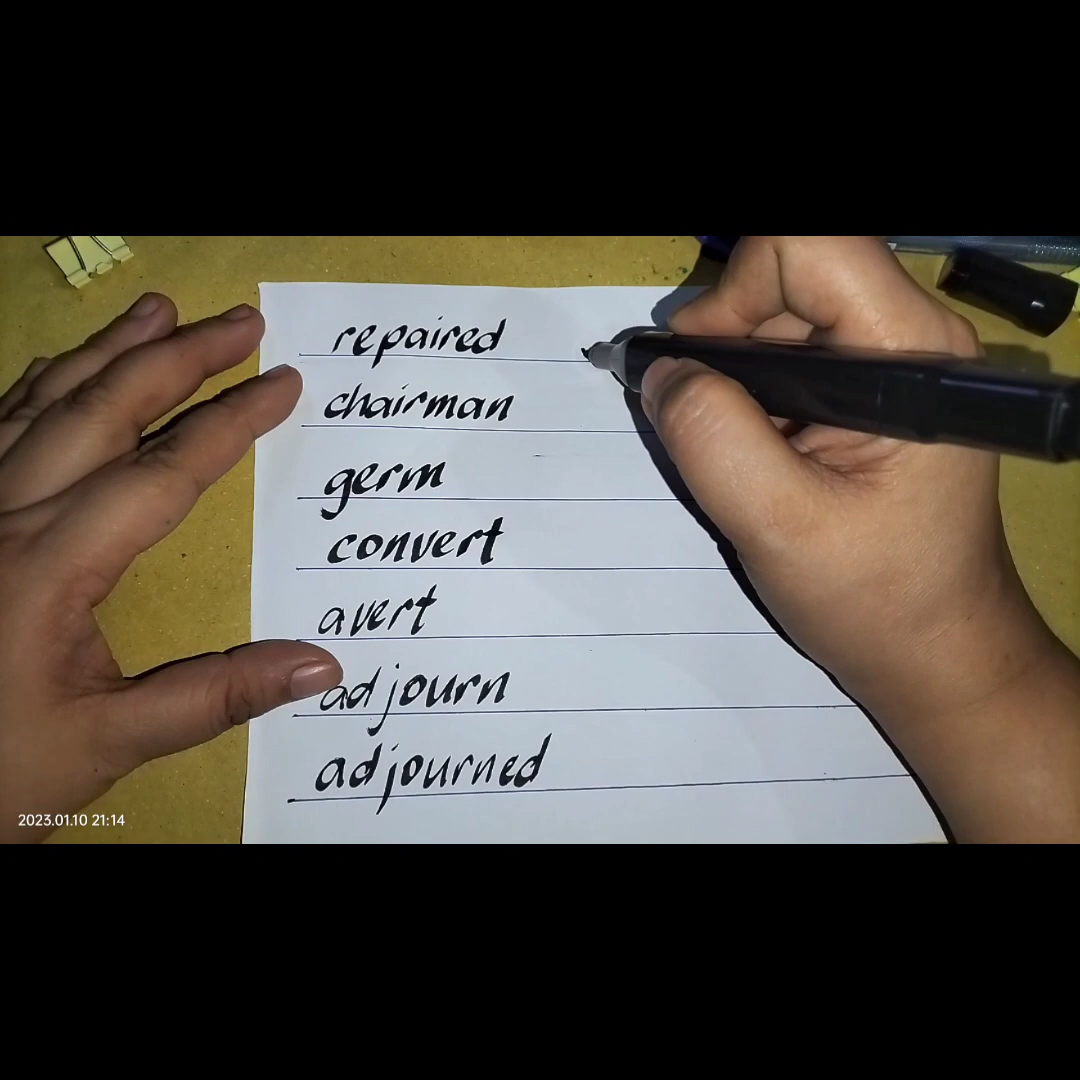 repaired
chairman
germ
convert
avert
adjourn
adjourned
2023.01.10 21:14